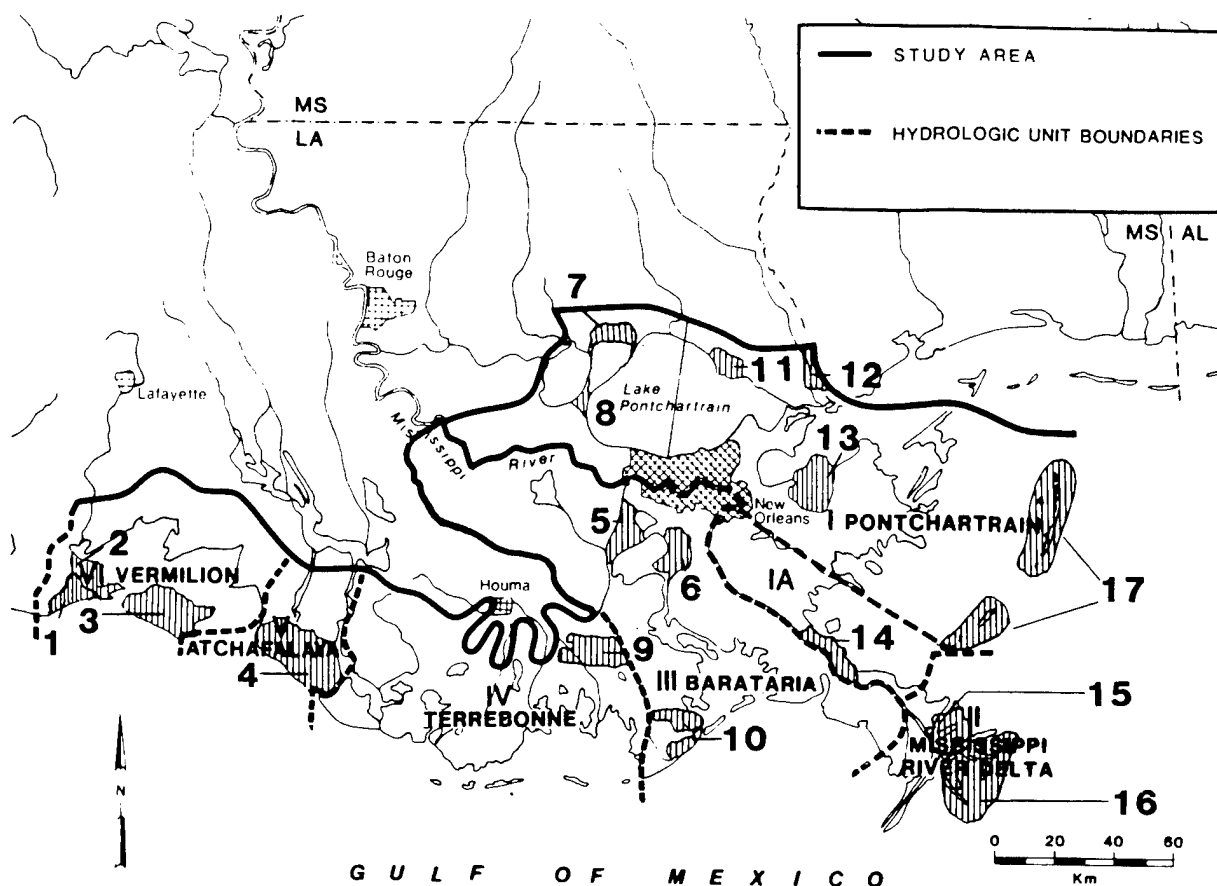 STUDY AREA
HYDROLOGIC UNIT BOUNDARIES
MS
LA
MS AL
Baton
Rouge
7
11
12
Lafayette
Lake
Pontchartrain
8
Mississippi
River
13
New
Orleans
I PONTCHARTRAIN
5
6
IA
17
2
VI VERMILION
Houma
1
3
V
ATCHAFALAYA
4
9
14
III BARATARIA
IV
TERREBONNE
10
15
II
MISSISSIPPI
RIVER DELTA
16
N
0 20 40 60
Km
GULF OF MEXICO